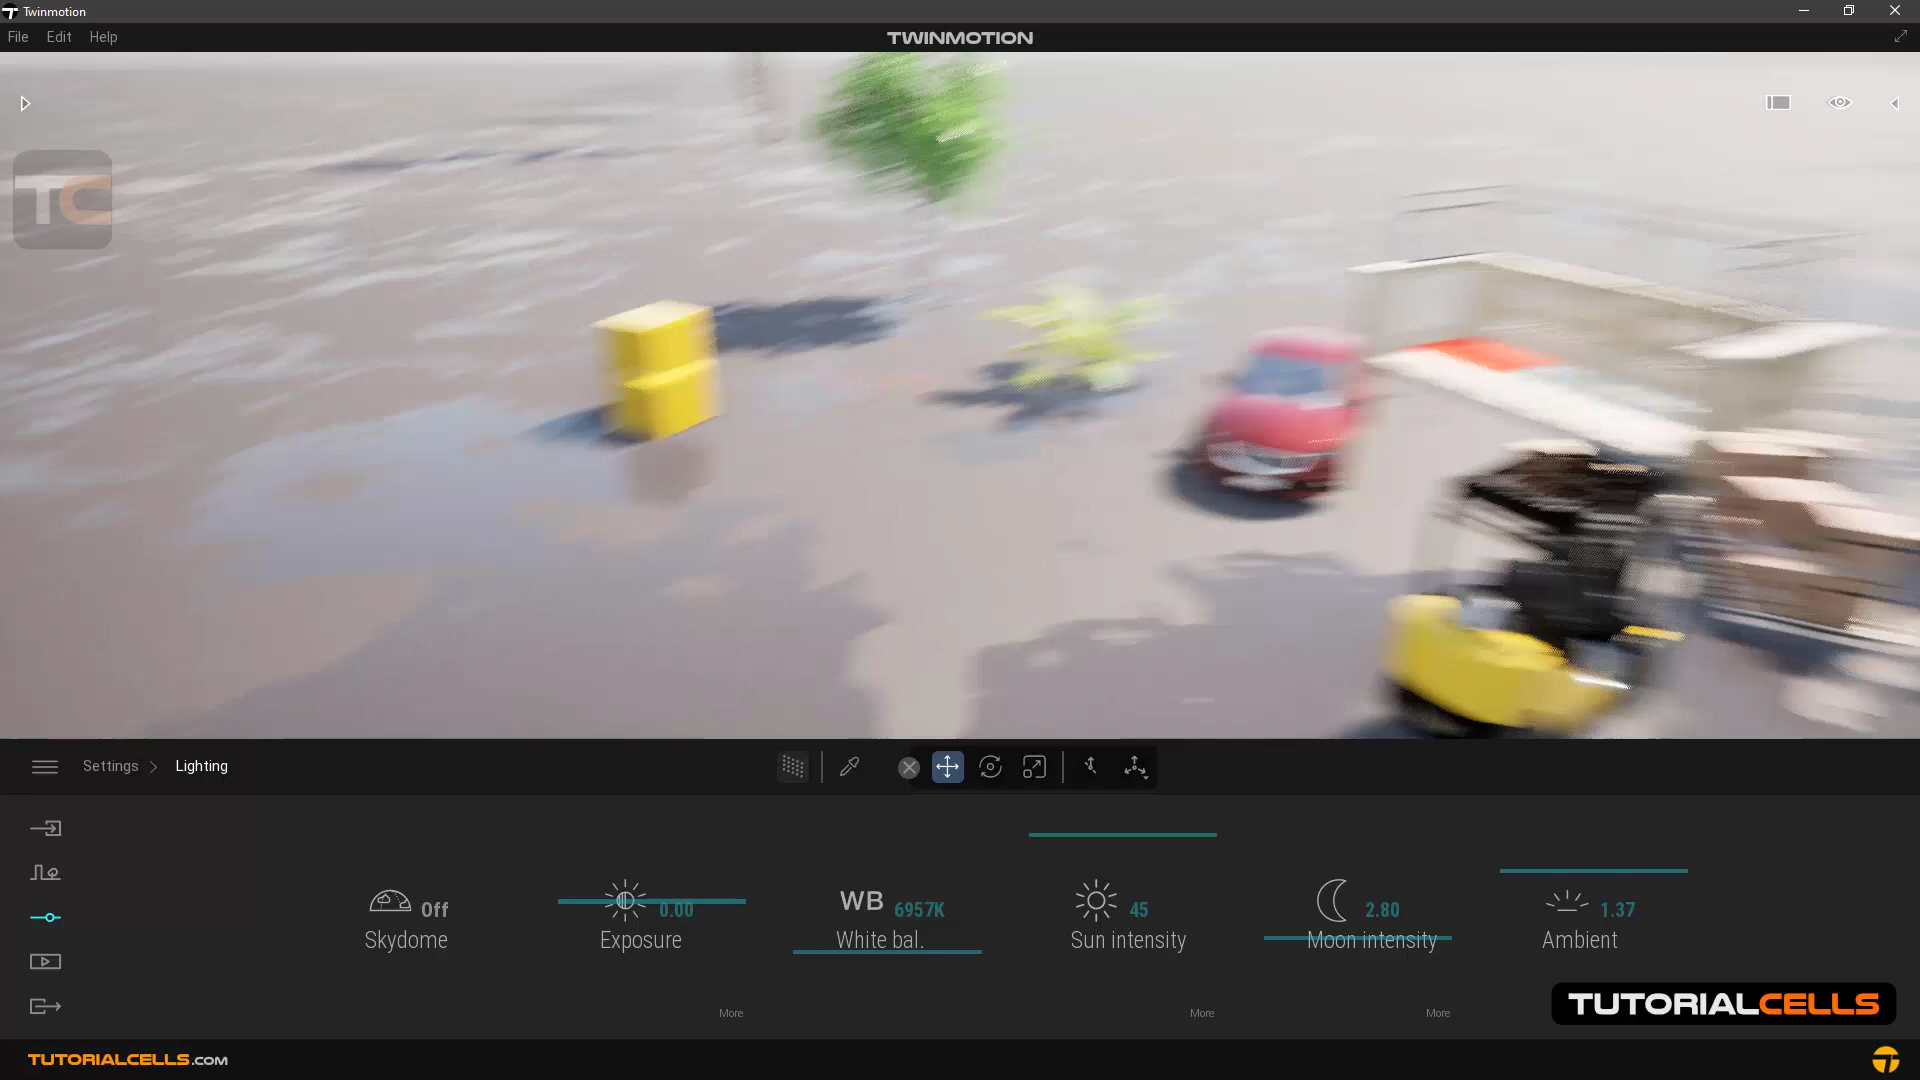 Twinmotion
File Edit Help
TWINMOTION
TC
Settings > Lighting
Off
Skydome
0.00
Exposure
WB 6957K
White bal.
45
Sun intensity
2.80
Moon intensity
1.37
Ambient
More More More
TUTORIALCELLS
TUTORIALCELLS.COM